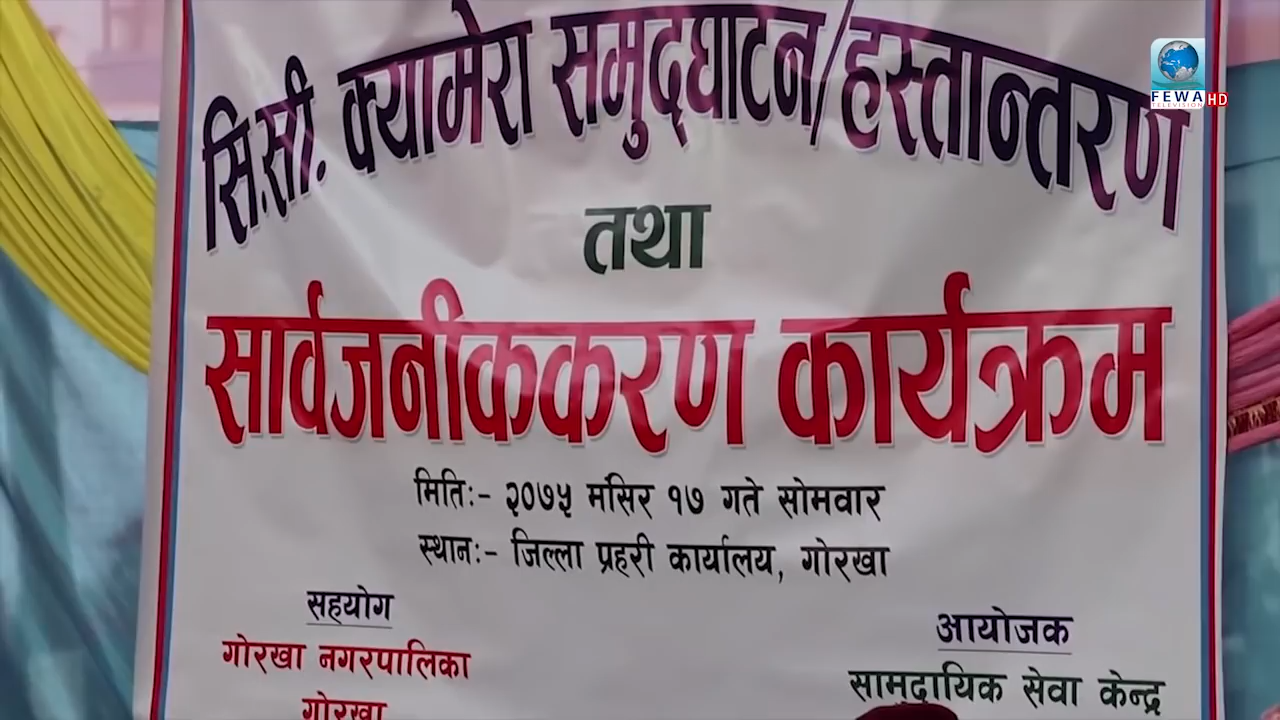 सि.सी. क्यामेरा समुद्घाटन/हस्तान्तरण
तथा
सार्वजनीककरण कार्यक्रम
मितिः- २०७५ मंसिर १७ गते सोमवार
स्थानः- जिल्ला प्रहरी कार्यालय, गोरखा
सहयोग
गोरखा नगरपालिका
गोरखा
आयोजक
सामुदायिक सेवा केन्द्र
FEWA HD
TELEVISION